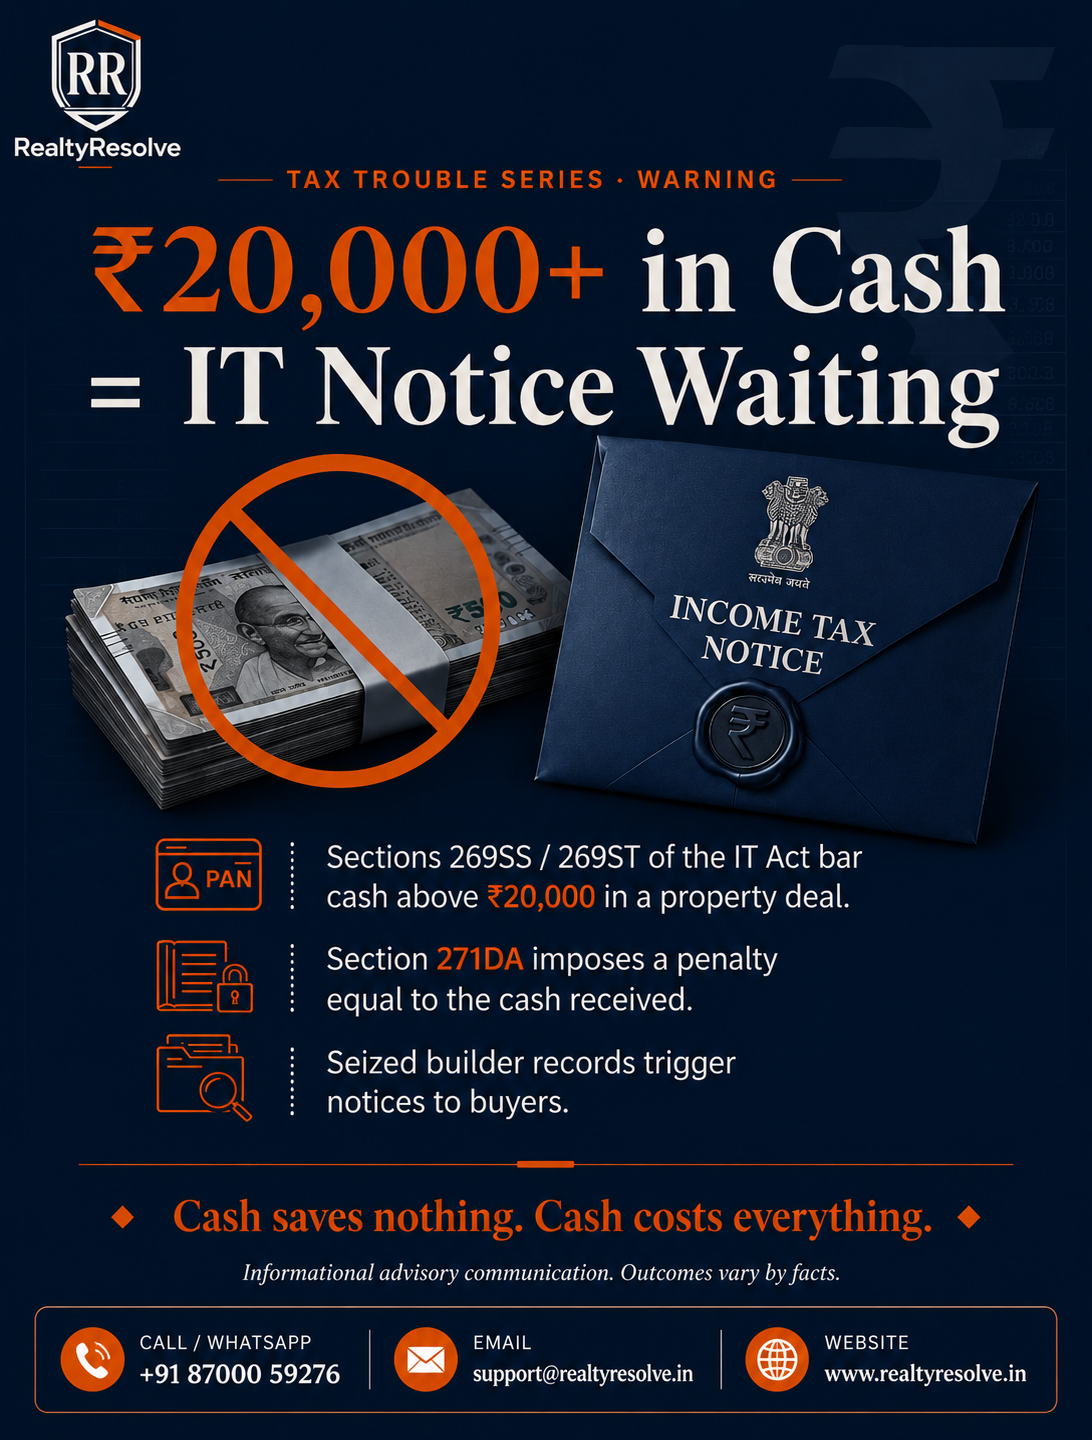 RR
RealtyResolve
TAX TROUBLE SERIES · WARNING
₹20,000+ in Cash
= IT Notice Waiting
₹500
सत्यमेव जयते
INCOME TAX
NOTICE
₹
PAN
Sections 269SS / 269ST of the IT Act bar
cash above ₹20,000 in a property deal.
Section 271DA imposes a penalty
equal to the cash received.
Seized builder records trigger
notices to buyers.
Cash saves nothing. Cash costs everything.
Informational advisory communication. Outcomes vary by facts.
CALL / WHATSAPP
+91 87000 59276
EMAIL
support@realtyresolve.in
WEBSITE
www.realtyresolve.in